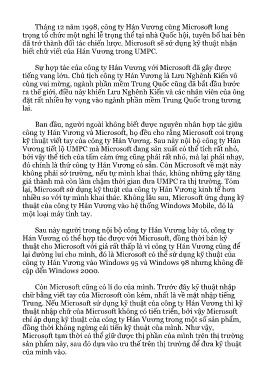 Tháng 12 năm 1998, công ty Hán Vương cùng Microsoft long
trọng tổ chức một nghi lễ trọng thể tại nhà Quốc hội, tuyên bố hai bên
đã trở thành đối tác chiến lược. Microsoft sẽ sử dụng kỹ thuật nhận
biết chữ viết của Hán Vương trong UMPC.
Sự hợp tác của công ty Hán Vương với Microsoft đã gây được
tiếng vang lớn. Chủ tịch công ty Hán Vương là Lưu Nghênh Kiến vô
cùng vui mừng, ngành phần mềm Trung Quốc cũng đã bắt đầu bước
ra thế giới, điều này khiến Lưu Nghênh Kiến và các nhân viên của ông
đặt rất nhiều hy vọng vào ngành phần mềm Trung Quốc trong tương
lai.
Ban đầu, người ngoài không biết được nguyên nhân hợp tác giữa
công ty Hán Vương và Microsoft, họ đều cho rằng Microsoft coi trọng
kỹ thuật viết tay của công ty Hán Vương. Sau này nội bộ công ty Hán
Vương tiết lộ UMPC mà Microsoft đang sản xuất có thể tích rất nhỏ,
bởi vậy thể tích của tấm cảm ứng cũng phải rất nhỏ, mà lại phải nhạy,
đó chính là thứ công ty Hán Vương có sẵn. Còn Microsoft về mặt này
không phải sở trường, nếu tự mình khai thác, không những gây tăng
giá thành mà còn làm chậm thời gian đưa UMPC ra thị trường. Tóm
lại, Microsoft sử dụng kỹ thuật của công ty Hán Vương kinh tế hơn
nhiều so với tự mình khai thác. Không lâu sau, Microsoft ứng dụng kỹ
thuật của công ty Hán Vương vào hệ thống Windows Mobile, đó là
một loại máy tính tay.
Sau này người trong nội bộ công ty Hán Vương bày tỏ, công ty
Hán Vương có thể hợp tác được với Microsoft, đồng thời bán kỹ
thuật cho Microsoft với giá rất thấp là vì công ty Hán Vương cũng để
lại đường lui cho mình, đó là Microsoft có thể sử dụng kỹ thuật của
công ty Hán Vương vào Windows 95 và Windows 98 nhưng không đề
cập đến Windows 2000.
Còn Microsoft cũng có lí do của mình. Trước đây kỹ thuật nhập
chữ bằng viết tay của Microsoft còn kém, nhất là về mặt nhập tiếng
Trung. Nếu Microsoft sử dụng kỹ thuật của công ty Hán Vương thì kỹ
thuật nhập chữ của Microsoft không có tiến triển, bởi vậy Microsoft
chỉ áp dụng kỹ thuật của công ty Hán Vương trong một số sản phẩm,
đồng thời không ngừng cải tiến kỹ thuật của mình. Như vậy,
Microsoft tạm thời có thể giữ được thị phần của mình trên thị trường
sản phẩm này, sau đó dựa vào ưu thế trên thị trường để đưa kỹ thuật
của mình vào.